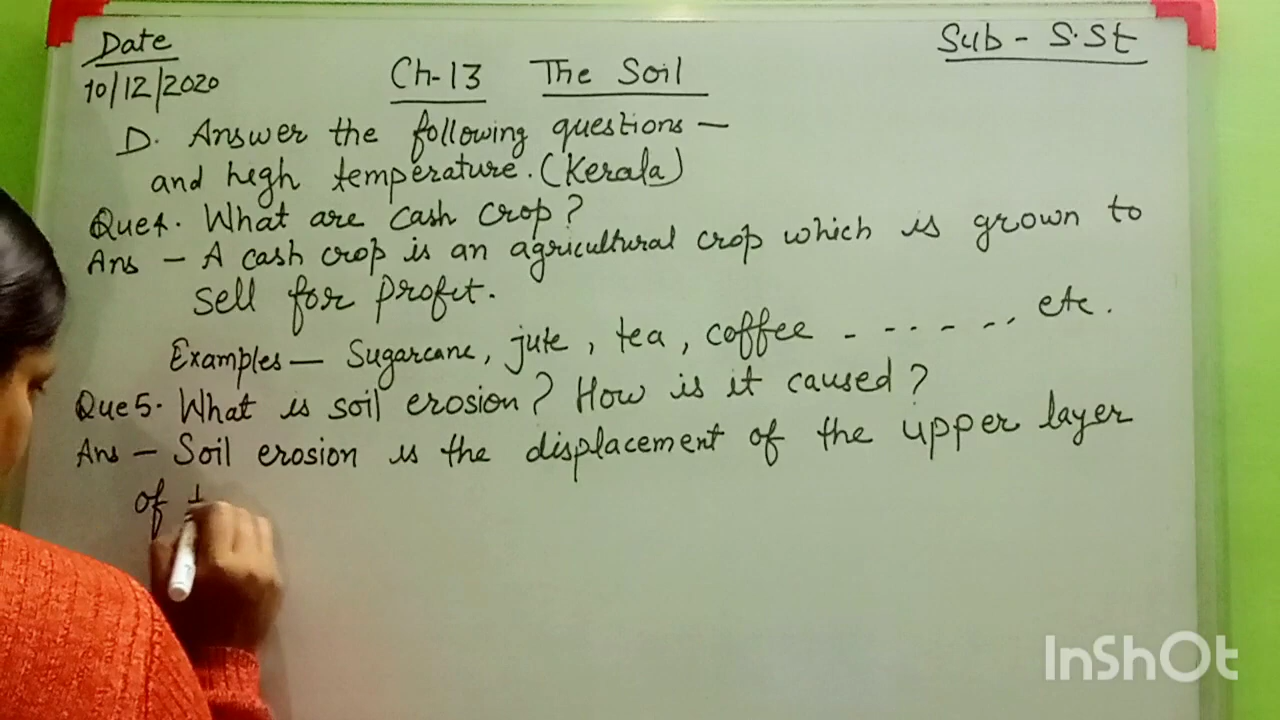 Date
Sub - S.St
10/12/2020
Ch-13 The Soil
D. Answer the following questions —
and high temperature. (Kerala)
Que4. What are cash crop?
Ans - A cash crop is an agricultural crop which is grown to
sell for profit.
Examples — Sugarcane, jute, tea, coffee - - - - - - etc.
Que5. What is soil erosion? How is it caused?
Ans - Soil erosion is the displacement of the upper layer
of
InShOt